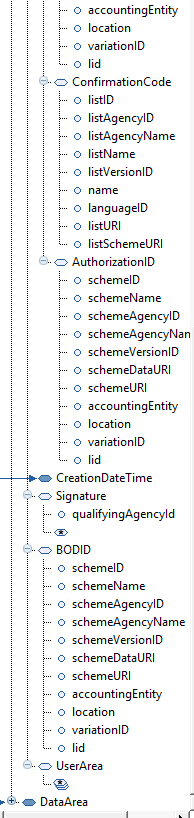 accountingEntity
location
variationID
lid
ConfirmationCode
listID
listAgencyID
listAgencyName
listName
listVersionID
name
languageID
listURI
listSchemeURI
AuthorizationID
schemeID
schemeName
schemeAgencyID
schemeAgencyNan
schemeVersionID
schemeDataURI
schemeURI
accountingEntity
location
variationID
lid
CreationDateTime
Signature
qualifyingAgencyId
BODID
schemeID
schemeName
schemeAgencyID
schemeAgencyName
schemeVersionID
schemeDataURI
schemeURI
accountingEntity
location
variationID
lid
UserArea
DataArea